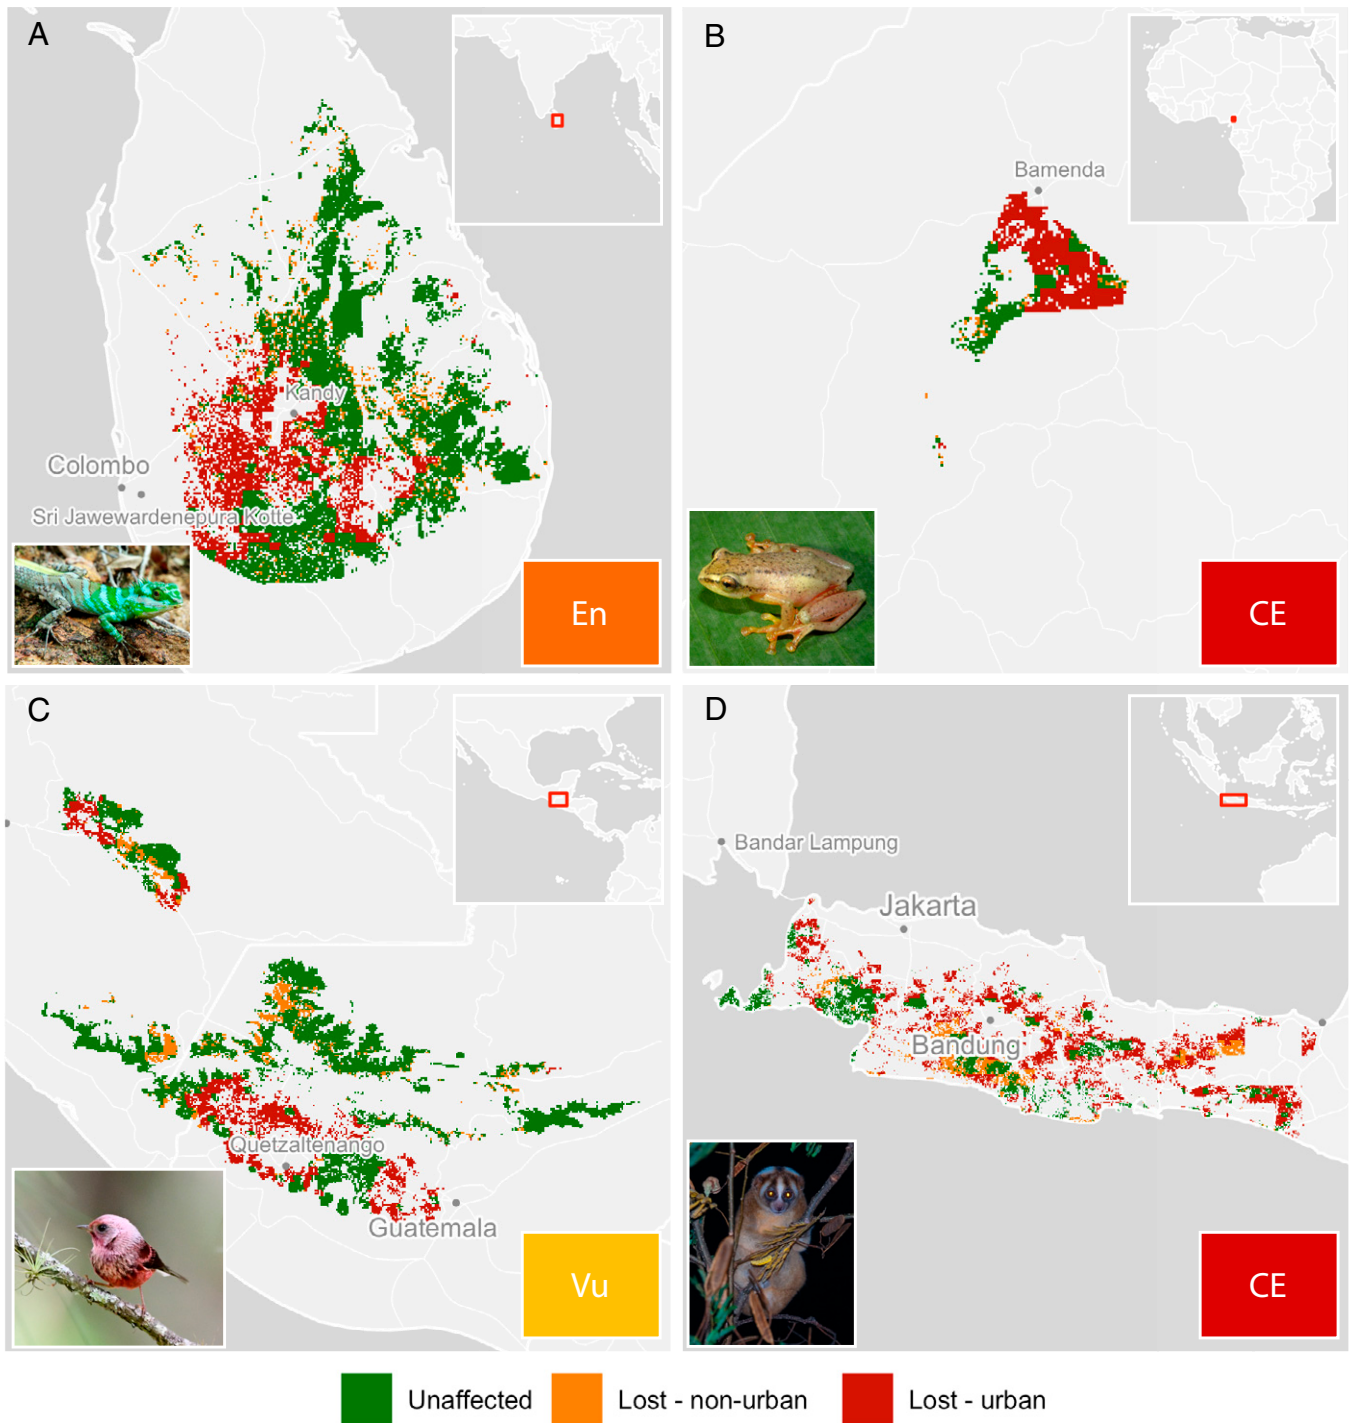 A
Kandy
Colombo
Sri Jawewardenepura Kotte
En
B
Bamenda
CE
C
Quetzaltenango
Guatemala
Vu
D
Bandar Lampung
Jakarta
Bandung
CE
Unaffected
Lost - non-urban
Lost - urban